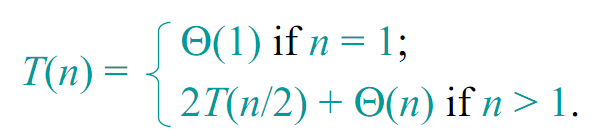 T(n) = { Θ(1) if n = 1;
2T(n/2) + Θ(n) if n > 1.